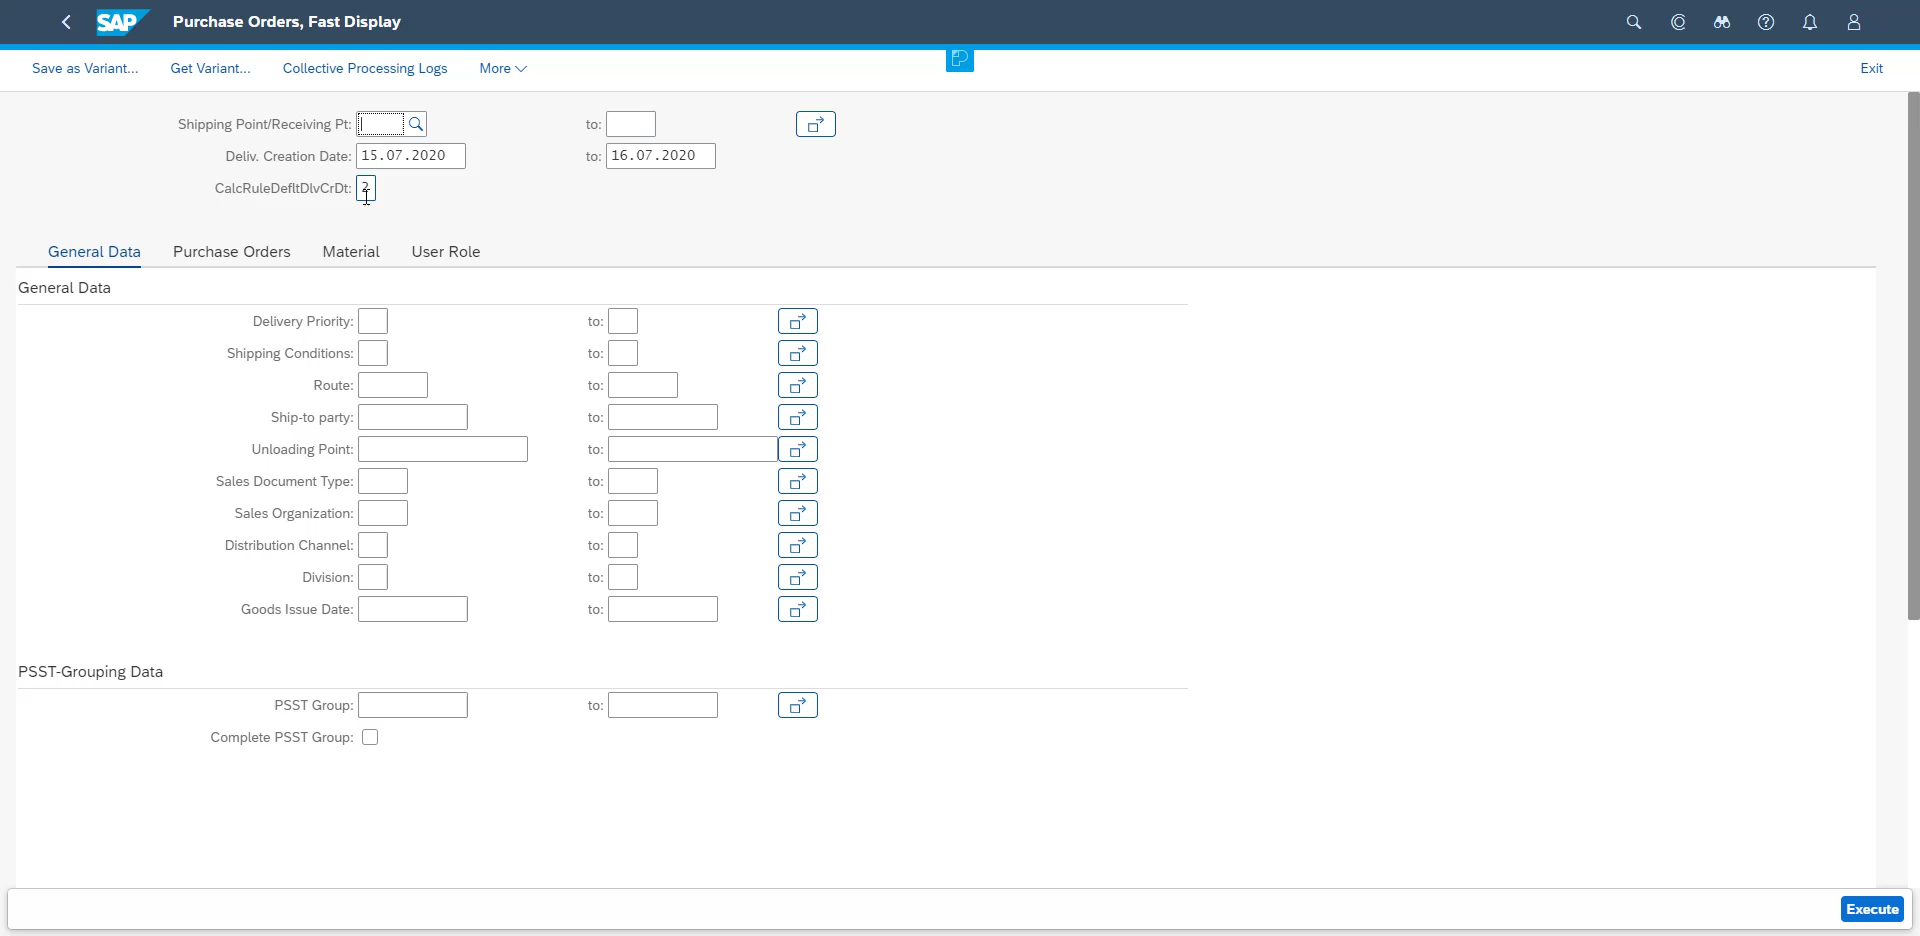 SAP Purchase Orders, Fast Display
Save as Variant... Get Variant... Collective Processing Logs More Exit
Shipping Point/Receiving Pt: to:
Deliv. Creation Date: 15.07.2020 to: 16.07.2020
CalcRuleDefltDlvCrDt: 2
General Data Purchase Orders Material User Role
General Data
Delivery Priority: to:
Shipping Conditions: to:
Route: to:
Ship-to party: to:
Unloading Point: to:
Sales Document Type: to:
Sales Organization: to:
Distribution Channel: to:
Division: to:
Goods Issue Date: to:
PSST-Grouping Data
PSST Group: to:
Complete PSST Group:
Execute